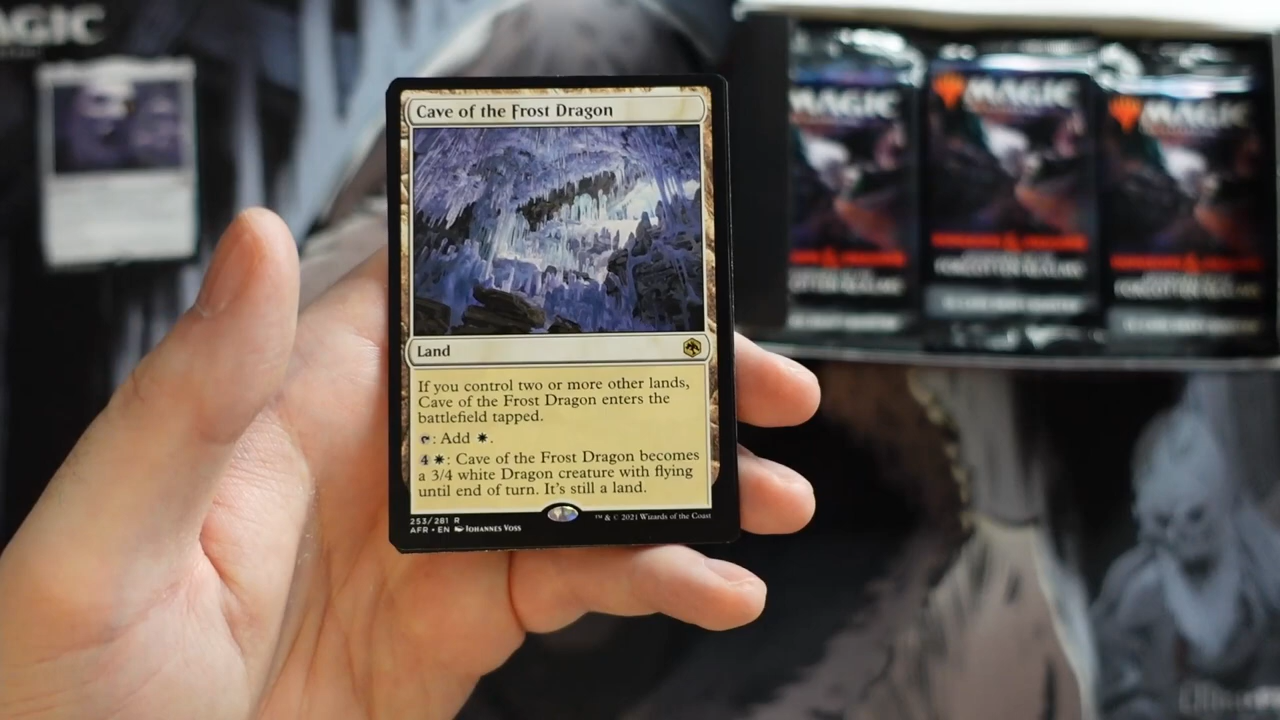 AGIC
Cave of the Frost Dragon
Land
If you control two or more other lands,
Cave of the Frost Dragon enters the
battlefield tapped.
: Add .
4 : Cave of the Frost Dragon becomes
a 3/4 white Dragon creature with flying
until end of turn. It's still a land.
253/281 R
AFR • EN Johannes Voss
™ & © 2021 Wizards of the Coast
MAGIC
MAGIC
MAGIC
DUNGEONS & DRAGONS
FORGOTTEN REALMS
FORGOTTEN REALMS